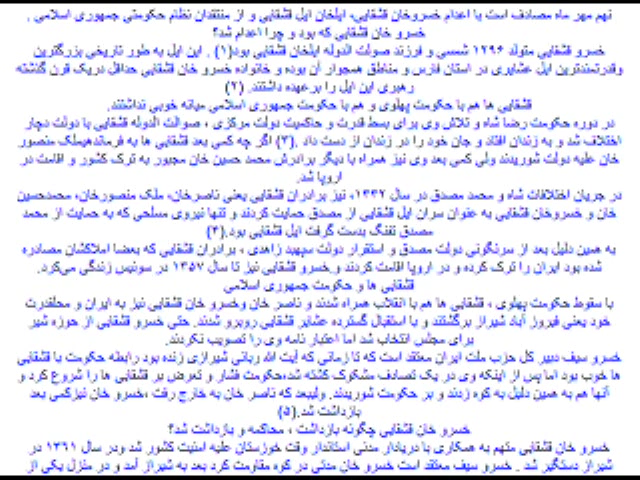 نهم مهر ماه مصادف است با اعدام خسروخان قشقایی، ایلخان ایل قشقایی و از منتقدان نظام حکومتی جمهوری اسلامی .
خسرو خان قشقایی که بود و چرا اعدام شد؟
خسرو قشقایی متولد ۱۲۹۶ شمسی و فرزند صولت الدوله ایلخان قشقایی بود(۱) . این ایل به طور تاریخی بزرگترین
وقدرتمندترین ایل عشایری در استان فارس و مناطق همجوار آن بوده و خانواده خسرو خان قشقایی حداقل دریک قرن گذشته
رهبری این ایل را برعهده داشتند. (۲)
قشقایی ها هم با حکومت پهلوی و هم با حکومت جمهوری اسلامی میانه خوبی نداشتند.
در دوره حکومت رضا شاه و تلاش وی برای بسط قدرت و حاکمیت دولت مرکزی ، صوالت الدوله قشقایی با دولت دچار
اختلاف شد و به زندان افتاد و جان خود را در زندان از دست داد .(۳) اگر چه کمی بعد قشقایی ها به فرماندهیملک منصور
خان علیه دولت شوریدند ولی کمی بعد وی نیز همراه با دیگر برادرش محمد حسین خان مجبور به ترک کشور و اقامت در
اروپا شد.
در جریان اختلافات شاه و محمد مصدق در سال ۱۳۳۲، نیز برادران قشقایی یعنی ناصرخان، ملک منصورخان، محمدحسین
خان و خسروخان قشقایی به عنوان سران ایل قشقایی از مصدق حمایت کردند و تنها نیروی مسلحی که به حمایت از محمد
مصدق تفنگ بدست گرفت ایل قشقایی بود.(۴)
به همین دلیل بعد از سرنگونی دولت مصدق و استقرار دولت سپهبد زاهدی ، برادران قشقایی که بعضا املاکشان مصادره
شده بود ایران را ترک کرده و در اروپا اقامت کردند و خسرو قشقایی نیز تا سال ۱۳۵۷ در سوئیس زندگی می‌کرد.
قشقایی ها و حکومت جمهوری اسلامی
با سقوط حکومت پهلوی ، قشقایی ها هم با انقلاب همراه شدند و ناصر خان وخسرو خان قشقایی نیز به ایران و محلقدرت
خود یعنی فیروز آباد شیراز برگشتند و با استقبال گسترده عشایر قشقایی روبرو شدند. حتی خسرو قشقایی از حوزه شهر
برای مجلس انتخاب شد اما اعتبار نامه وی را تصویب نکردند.
خسرو سیف دبیر کل حزب ملت ایران معتقد است که تا زمانی که آیت الله ربانی شیرازی زنده بود رابطه حکومت با قشقایی
ها خوب بود اما پس از اینکه وی در یک تصادف مشکوک کشته شد،حکومت فشار و تعرض بر قشقایی ها را شروع کرد و
آنها هم به همین دلیل به کوه زدند و بر حکومت شوریدند. ولیبعد که ناصر خان به خارج رفت ،خسرو خان نیزکمی بعد
بازداشت شد.(۵)
خسرو خان قشقایی چگونه بازداشت ، محاکمه و بازداشت شد؟
خسرو خان قشقایی متهم به همکاری با دریادار مدنی استاندار وقت خوزستان علیه امنیت کشور شد ودر سال ۱۳۶۱ در
شیراز دستگیر شد . خسرو سیف معتقد است خسرو خان مدتی در کوه مقاومت کرد بعد به شیراز آمد و در منزل یکی از